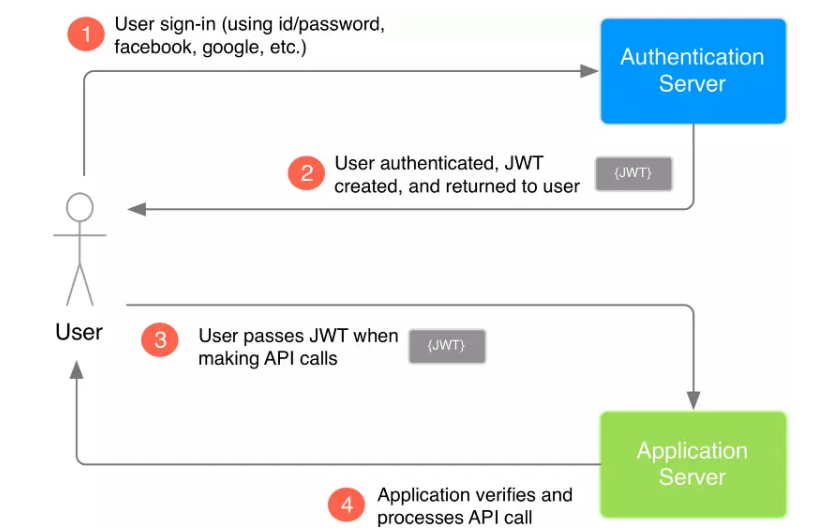 1
User sign-in (using id/password,
facebook, google, etc.)
Authentication
Server
2
User authenticated, JWT
created, and returned to user
{JWT}
User
3
User passes JWT when
making API calls
{JWT}
Application
Server
4
Application verifies and
processes API call